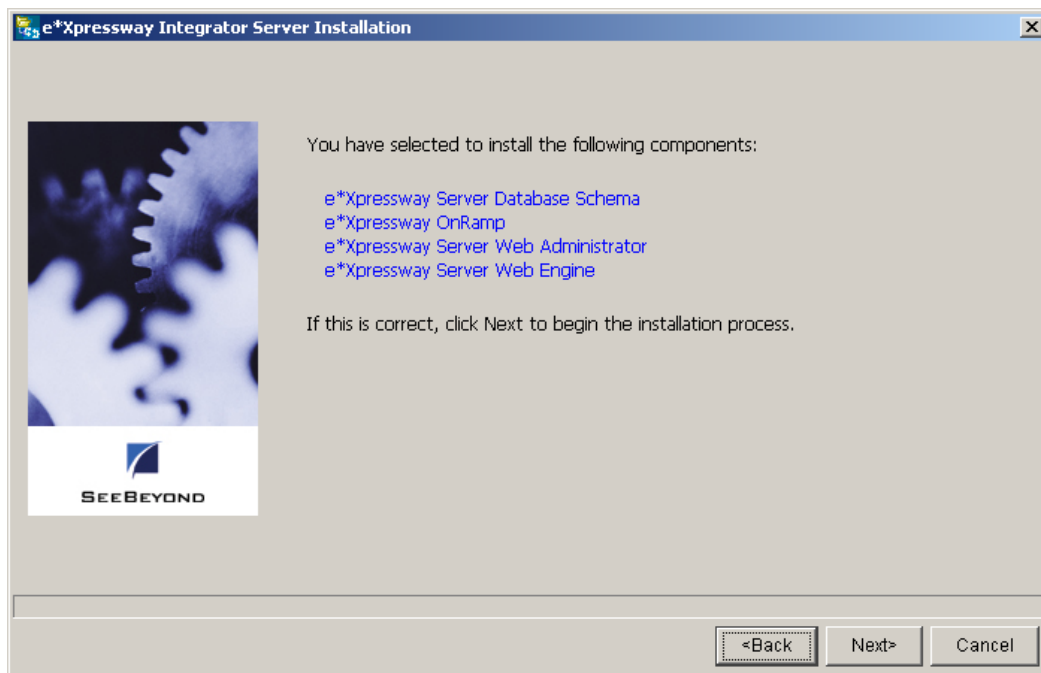 e*Xpressway Integrator Server Installation
You have selected to install the following components:
e*Xpressway Server Database Schema
e*Xpressway OnRamp
e*Xpressway Server Web Administrator
e*Xpressway Server Web Engine
If this is correct, click Next to begin the installation process.
SEEBEYOND
<Back Next> Cancel